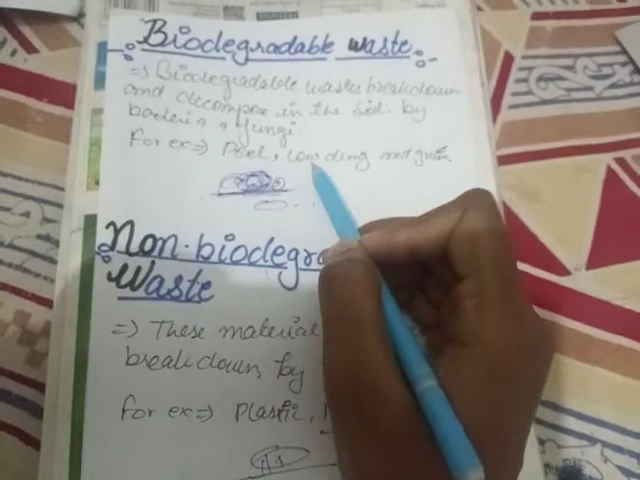 Biodegradable waste
=> Biodegradable wastes breakdown
and decompose in the soil by
bacteria & fungi.
For ex=> Peel, cow dung and
Non-biodegra
Waste
=> These material
breakdown, by
for ex=> Plastic,